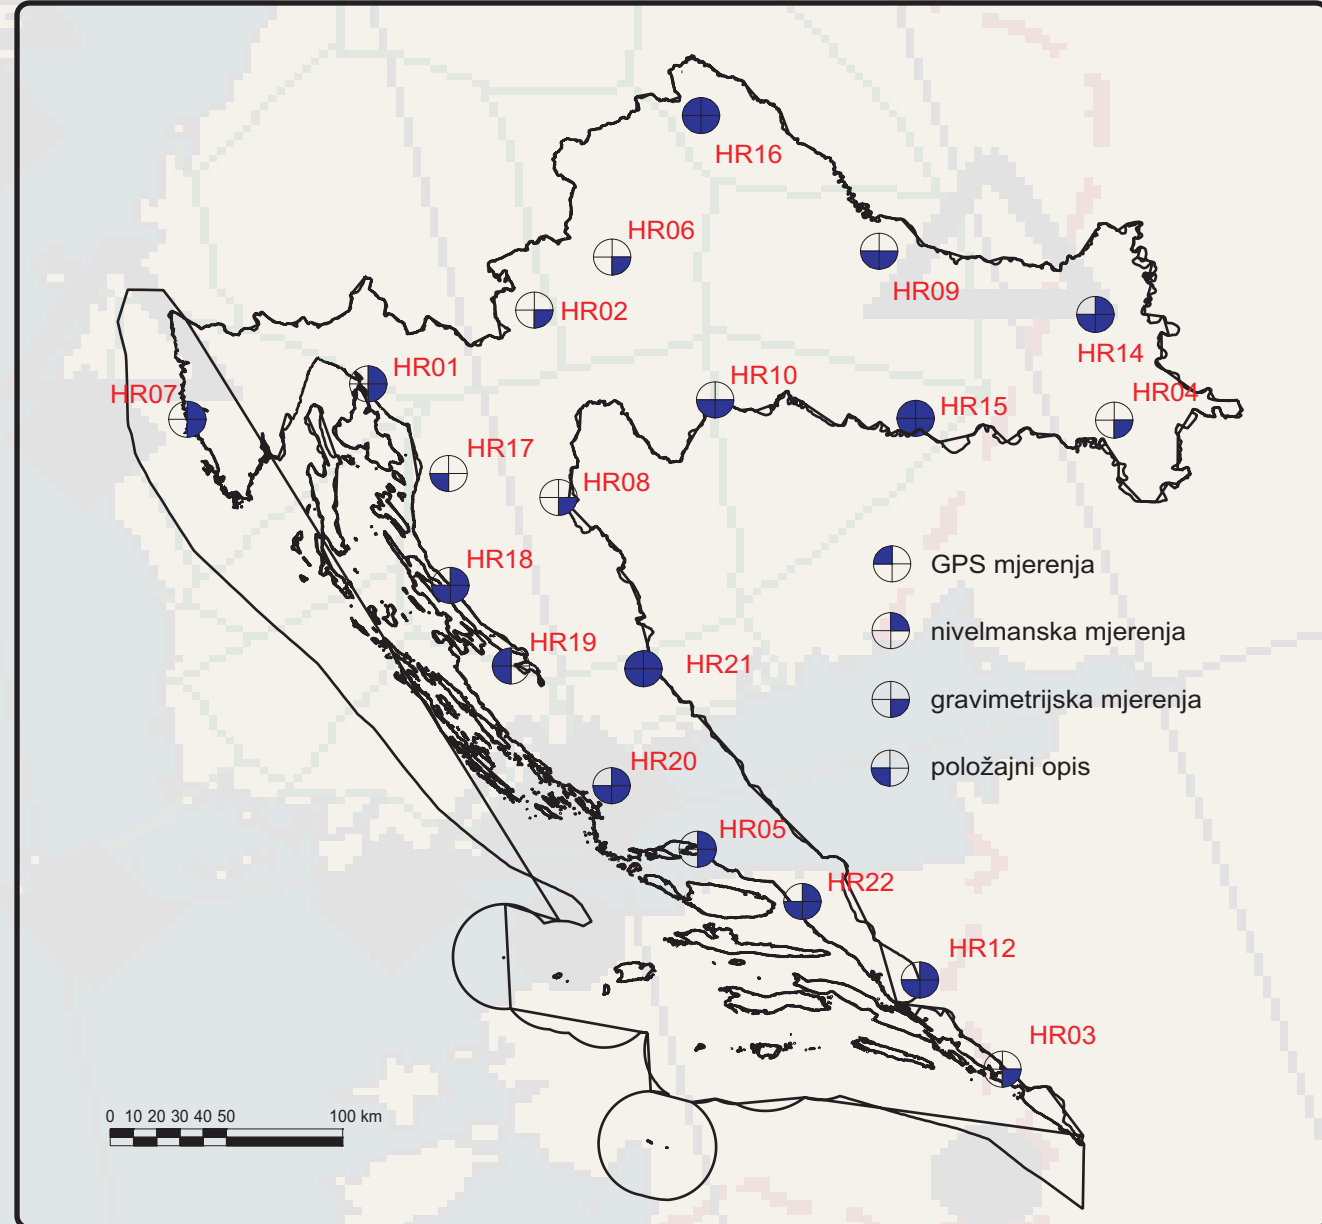 HR16
HR06
HR09
HR02
HR14
HR01
HR07
HR10
HR04
HR15
HR17
HR08
HR18
HR19
HR21
HR20
HR05
HR22
HR12
HR03
GPS mjerenja
nivelmanska mjerenja
gravimetrijska mjerenja
položajni opis
0 10 20 30 40 50 100 km